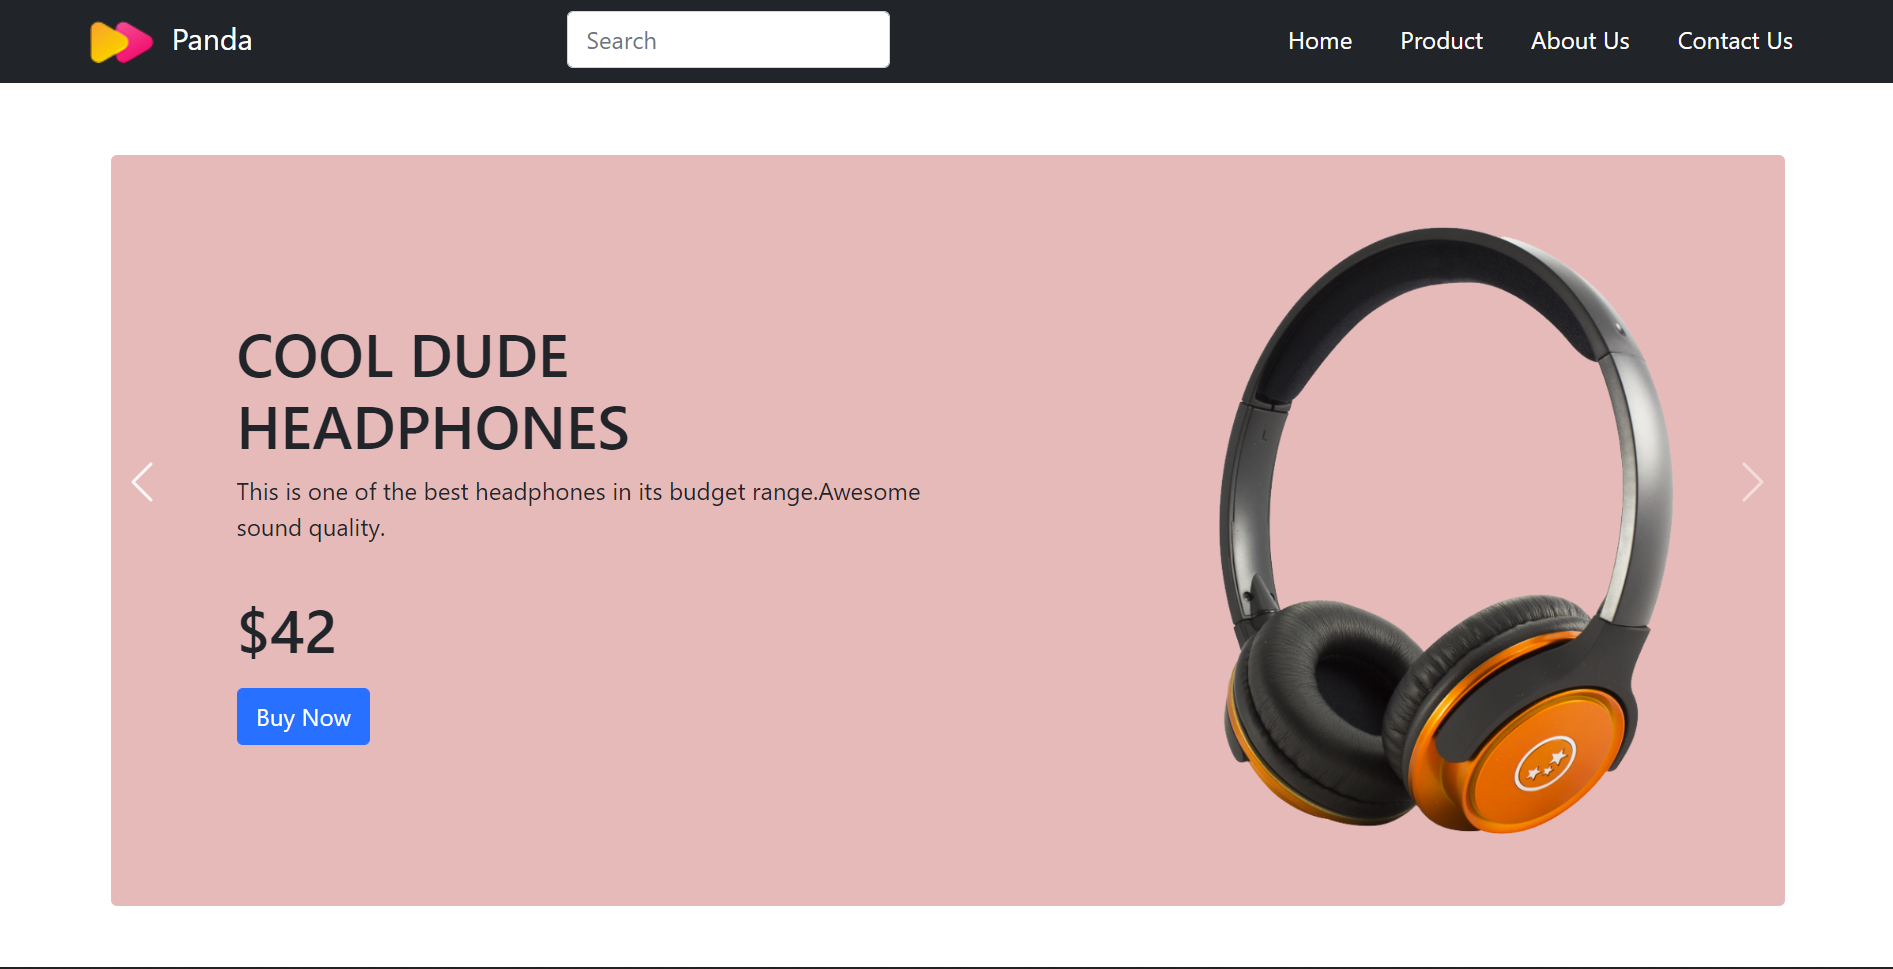 Panda
Search
Home Product About Us Contact Us
COOL DUDE
HEADPHONES
This is one of the best headphones in its budget range.Awesome
sound quality.
$42
Buy Now
L